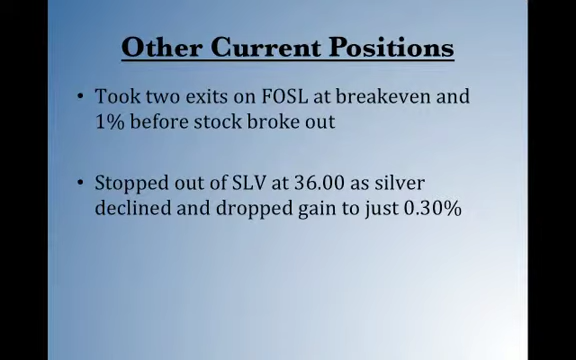 Other Current Positions
• Took two exits on FOSL at breakeven and
1% before stock broke out
• Stopped out of SLV at 36.00 as silver
declined and dropped gain to just 0.30%